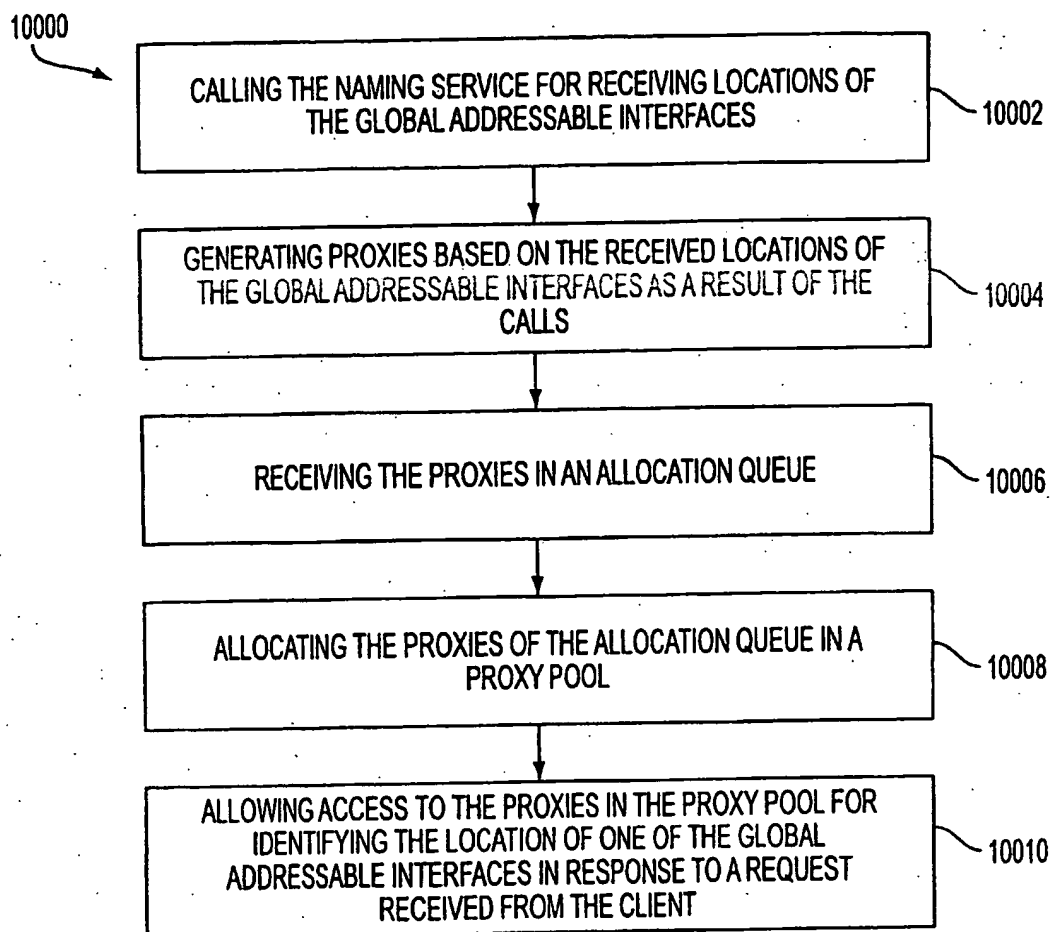 10000
CALLING THE NAMING SERVICE FOR RECEIVING LOCATIONS OF
THE GLOBAL ADDRESSABLE INTERFACES
10002
GENERATING PROXIES BASED ON THE RECEIVED LOCATIONS OF
THE GLOBAL ADDRESSABLE INTERFACES AS A RESULT OF THE
CALLS
10004
RECEIVING THE PROXIES IN AN ALLOCATION QUEUE
10006
ALLOCATING THE PROXIES OF THE ALLOCATION QUEUE IN A
PROXY POOL
10008
ALLOWING ACCESS TO THE PROXIES IN THE PROXY POOL FOR
IDENTIFYING THE LOCATION OF ONE OF THE GLOBAL
ADDRESSABLE INTERFACES IN RESPONSE TO A REQUEST
RECEIVED FROM THE CLIENT
10010